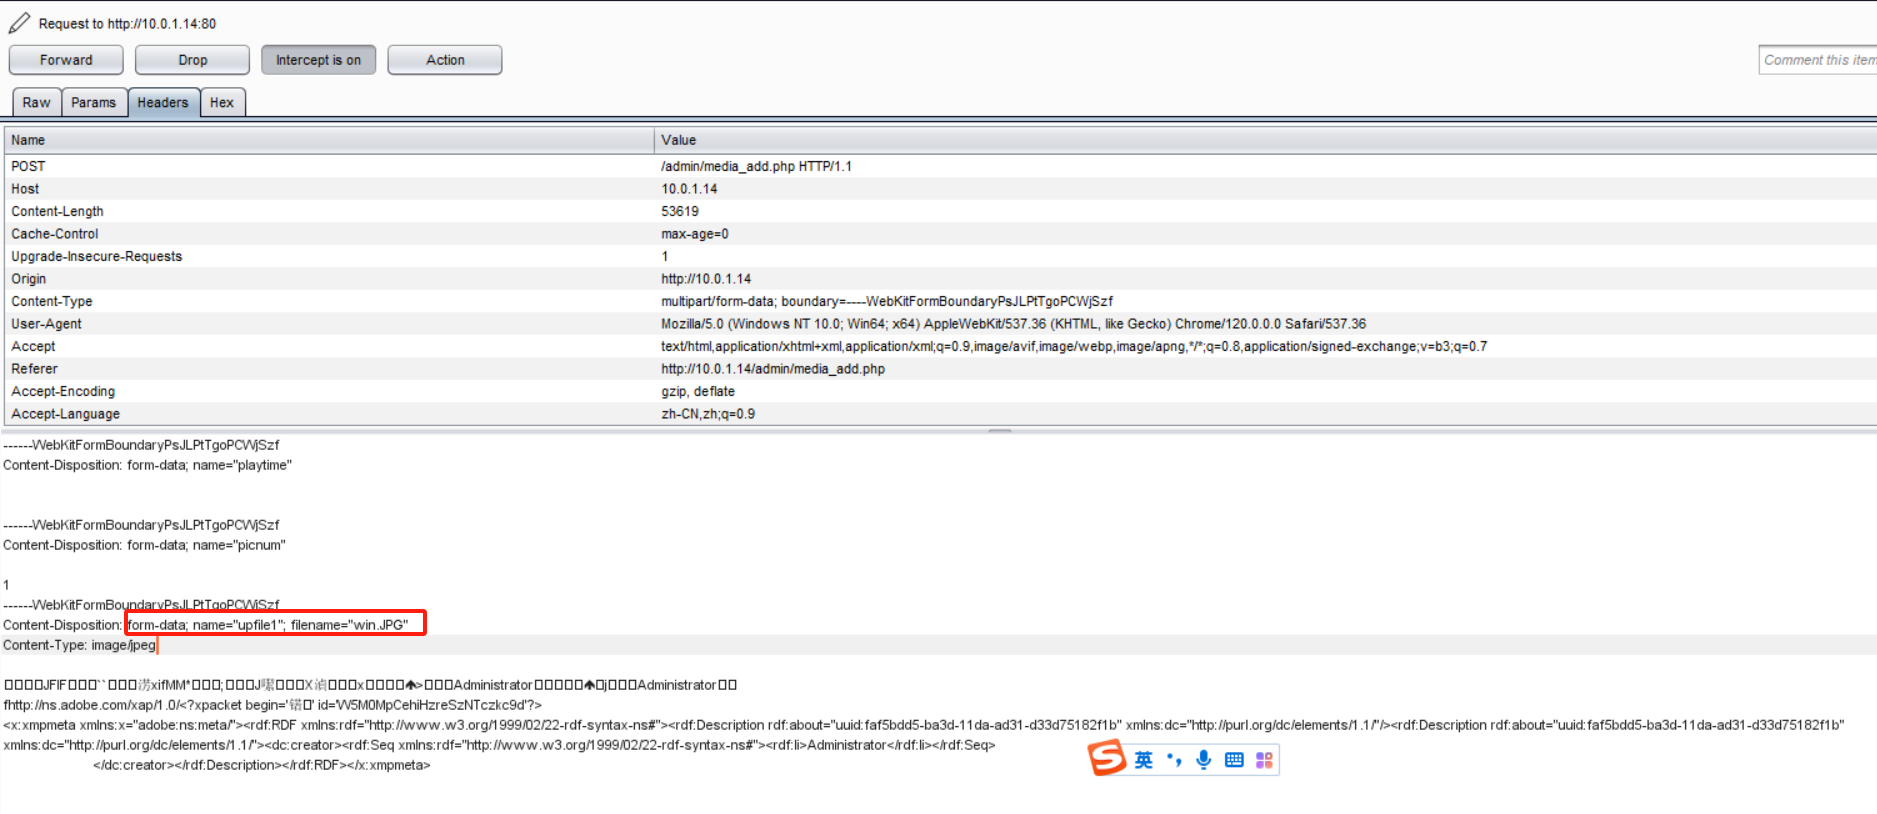 Request to http://10.0.1.14:80
Forward Drop Intercept is on Action Comment this item
Raw Params Headers Hex
Name Value
POST /admin/media_add.php HTTP/1.1
Host 10.0.1.14
Content-Length 53619
Cache-Control max-age=0
Upgrade-Insecure-Requests 1
Origin http://10.0.1.14
Content-Type multipart/form-data; boundary=----WebKitFormBoundaryPsJLPtTgoPCWjSzf
User-Agent Mozilla/5.0 (Windows NT 10.0; Win64; x64) AppleWebKit/537.36 (KHTML, like Gecko) Chrome/120.0.0.0 Safari/537.36
Accept text/html,application/xhtml+xml,application/xml;q=0.9,image/avif,image/webp,image/apng,*/*;q=0.8,application/signed-exchange;v=b3;q=0.7
Referer http://10.0.1.14/admin/media_add.php
Accept-Encoding gzip, deflate
Accept-Language zh-CN,zh;q=0.9
------WebKitFormBoundaryPsJLPtTgoPCWjSzf
Content-Disposition: form-data; name="playtime"
------WebKitFormBoundaryPsJLPtTgoPCWjSzf
Content-Disposition: form-data; name="picnum"
1
------WebKitFormBoundaryPsJLPtTgoPCWjSzf
Content-Disposition: form-data; name="upfile1"; filename="win.JPG"
Content-Type: image/jpeg
JFIF xifMM* Administrator Administrator
fhttp://ns.adobe.com/xap/1.0/<?xpacket begin='锘' id='W5M0MpCehiHzreSzNTczkc9d'?>
<x:xmpmeta xmlns:x="adobe:ns:meta/"><rdf:RDF xmlns:rdf="http://www.w3.org/1999/02/22-rdf-syntax-ns#"><rdf:Description rdf:about="uuid:faf5bdd5-ba3d-11da-ad31-d33d75182f1b" xmlns:dc="http://purl.org/dc/elements/1.1/"/><rdf:Description rdf:about="uuid:faf5bdd5-ba3d-11da-ad31-d33d75182f1b"
xmlns:dc="http://purl.org/dc/elements/1.1/"><dc:creator><rdf:Seq xmlns:rdf="http://www.w3.org/1999/02/22-rdf-syntax-ns#"><rdf:li>Administrator</rdf:li></rdf:Seq>
</dc:creator></rdf:Description></rdf:RDF></x:xmpmeta>
英